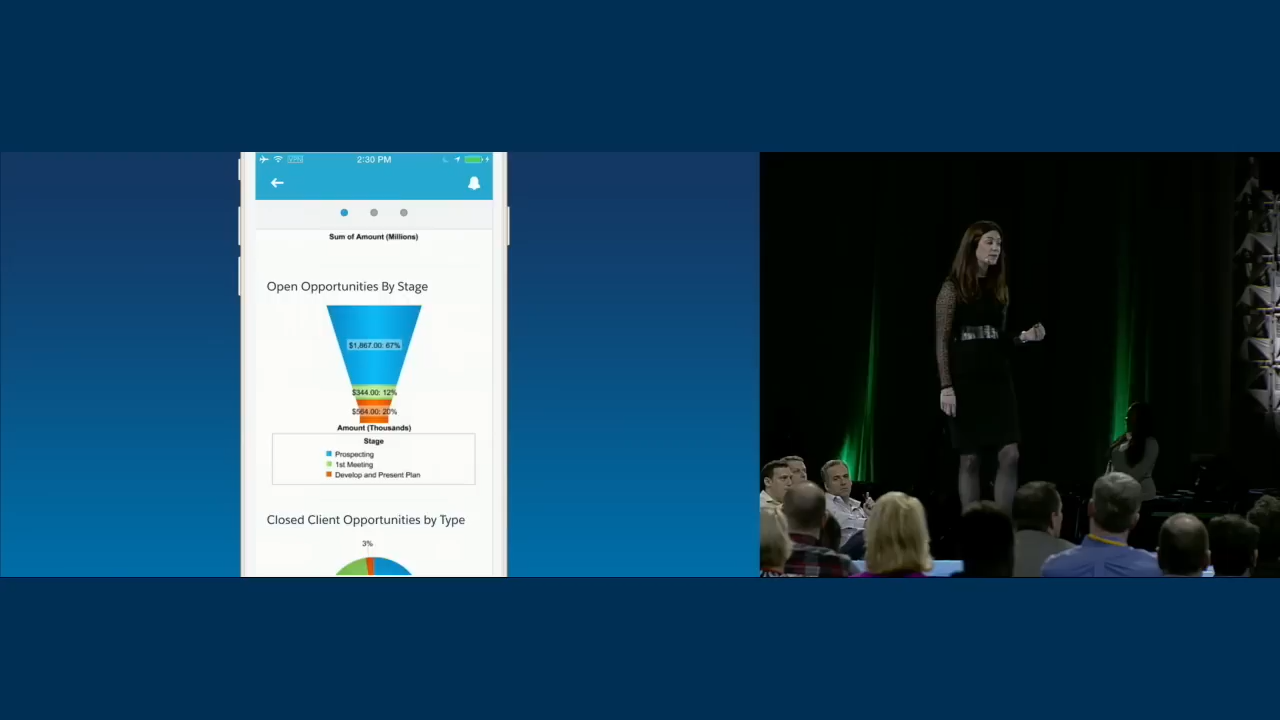 2:30 PM
Sum of Amount (Millions)
Open Opportunities By Stage
$1,867.00: 67%
$344.00: 12%
$564.00: 20%
Amount (Thousands)
Stage
Prospecting
1st Meeting
Develop and Present Plan
Closed Client Opportunities by Type
3%